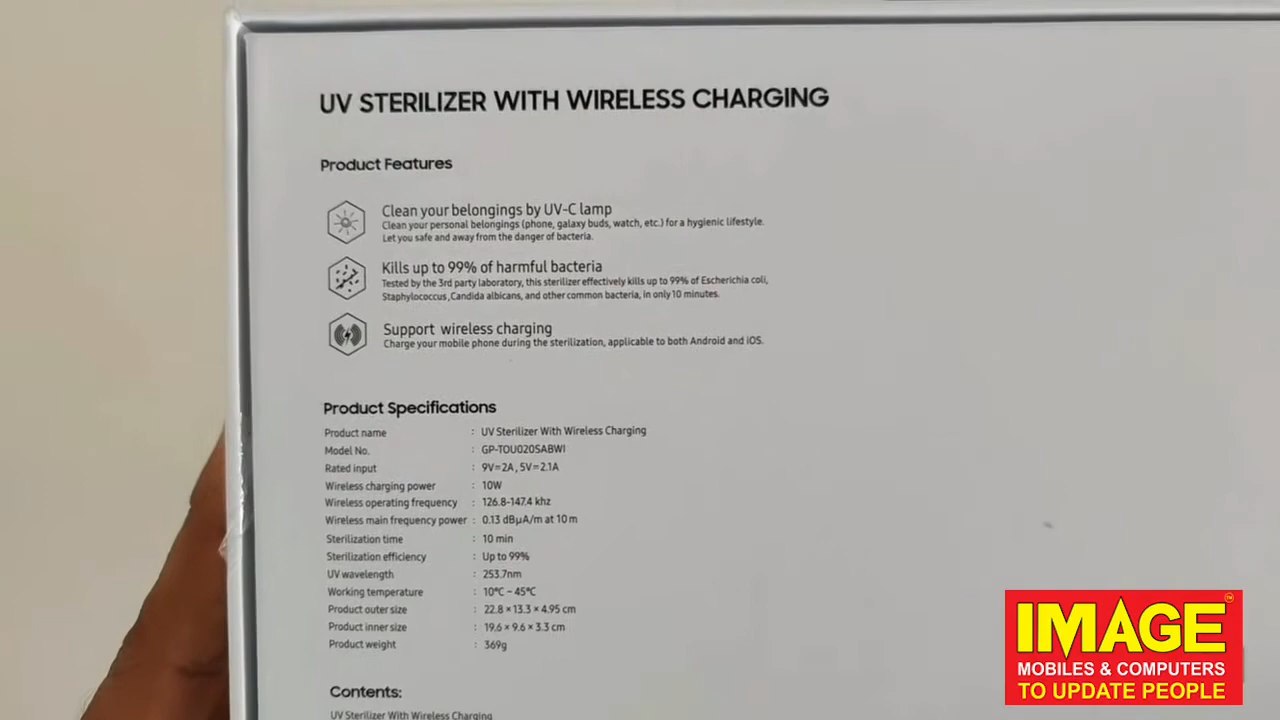 UV STERILIZER WITH WIRELESS CHARGING
Product Features
Clean your belongings by UV-C lamp
Clean your personal belongings (phone, galaxy buds, watch, etc.) for a hygienic lifestyle.
Let you safe and away from the danger of bacteria.
Kills up to 99% of harmful bacteria
Tested by the 3rd party laboratory, this sterilizer effectively kills up to 99% of Escherichia coli,
Staphylococcus ,Candida albicans, and other common bacteria, in only 10 minutes.
Support wireless charging
Charge your mobile phone during the sterilization, applicable to both Android and iOS.
Product Specifications
Product name : UV Sterilizer With Wireless Charging
Model No. : GP-TOU020SABWI
Rated input : 9V=2A , 5V=2.1A
Wireless charging power : 10W
Wireless operating frequency : 126.8-147.4 khz
Wireless main frequency power : 0.13 dBµA/m at 10 m
Sterilization time : 10 min
Sterilization efficiency : Up to 99%
UV wavelength : 253.7nm
Working temperature : 10°C ~ 45°C
Product outer size : 22.8 × 13.3 × 4.95 cm
Product inner size : 19.6 × 9.6 × 3.3 cm
Product weight : 369g
Contents:
UV Sterilizer With Wireless Charging
IMAGE™
MOBILES & COMPUTERS
TO UPDATE PEOPLE